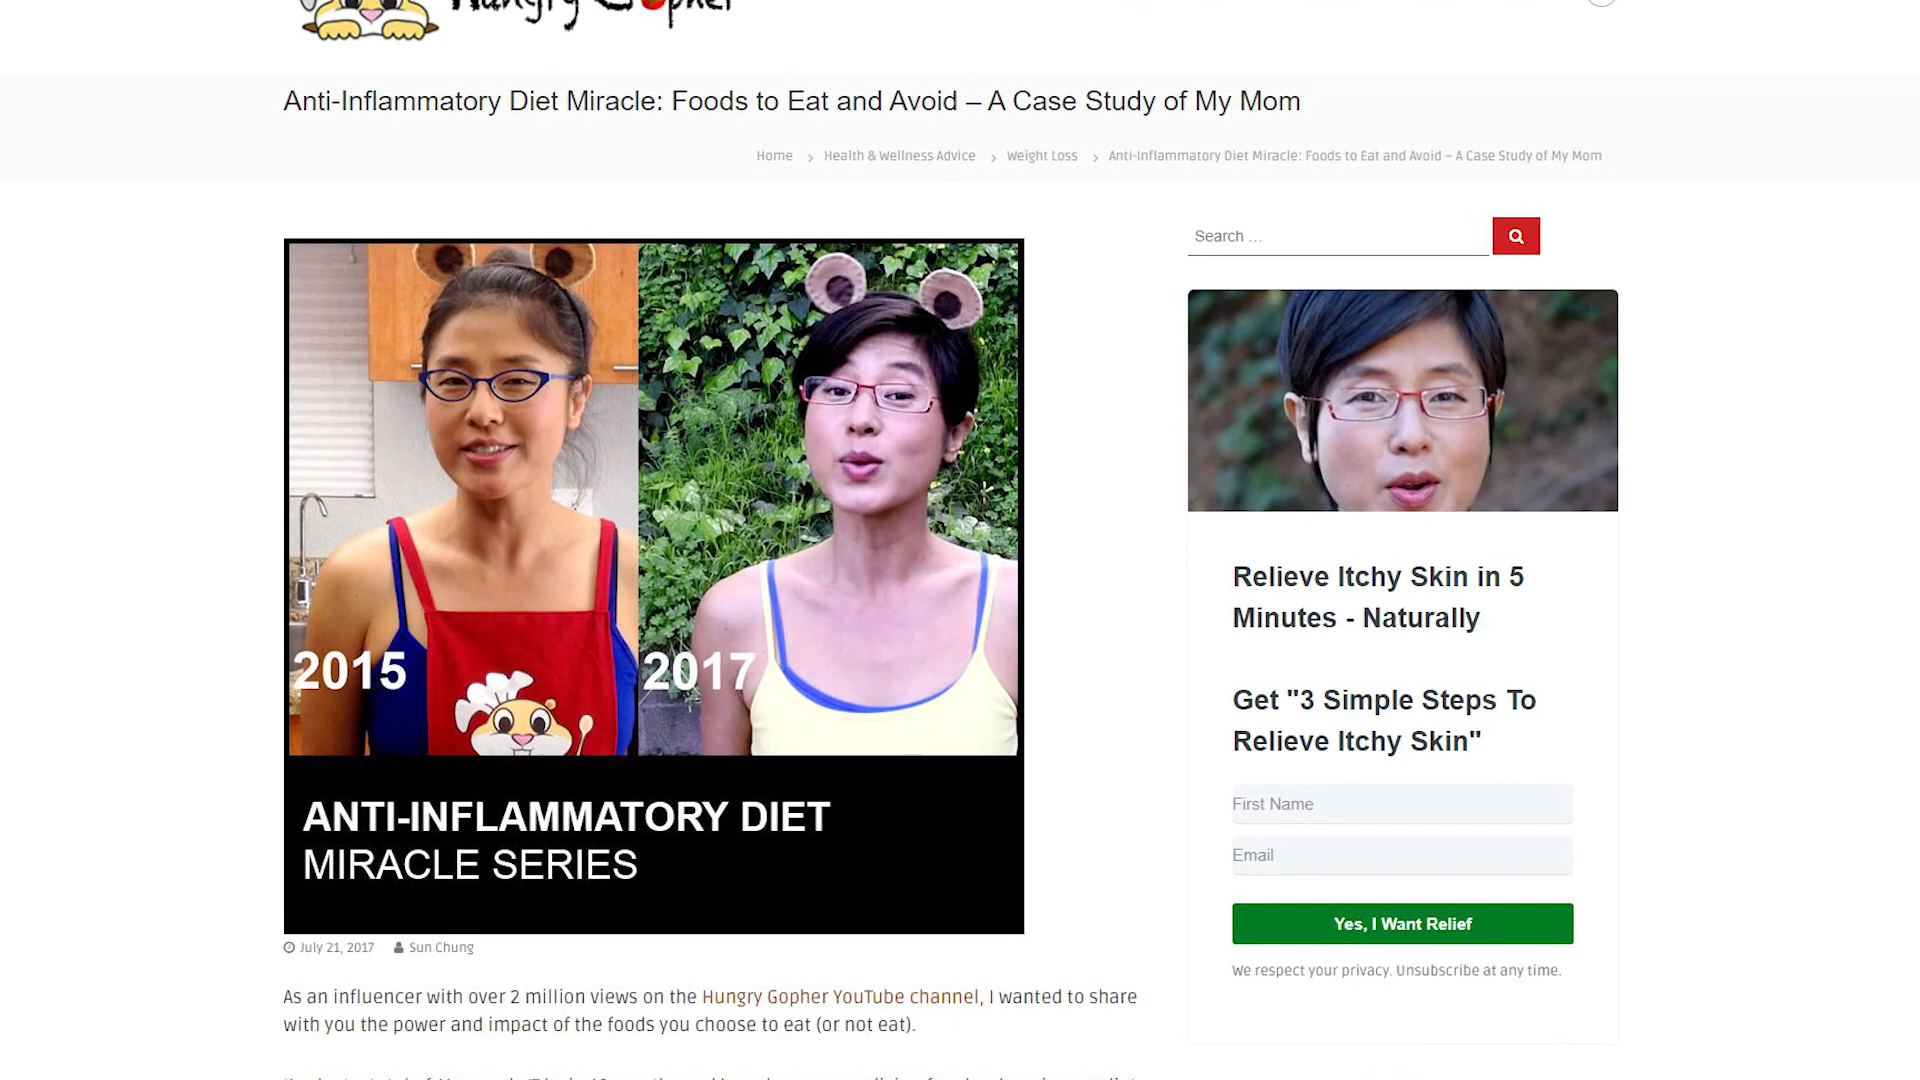 Hungry Gopher
Anti-Inflammatory Diet Miracle: Foods to Eat and Avoid – A Case Study of My Mom
Home > Health & Wellness Advice > Weight Loss > Anti-Inflammatory Diet Miracle: Foods to Eat and Avoid – A Case Study of My Mom
Search …
2015
2017
ANTI-INFLAMMATORY DIET
MIRACLE SERIES
July 21, 2017 Sun Chung
As an influencer with over 2 million views on the Hungry Gopher YouTube channel, I wanted to share
with you the power and impact of the foods you choose to eat (or not eat).
Relieve Itchy Skin in 5
Minutes - Naturally
Get "3 Simple Steps To
Relieve Itchy Skin"
First Name
Email
Yes, I Want Relief
We respect your privacy. Unsubscribe at any time.